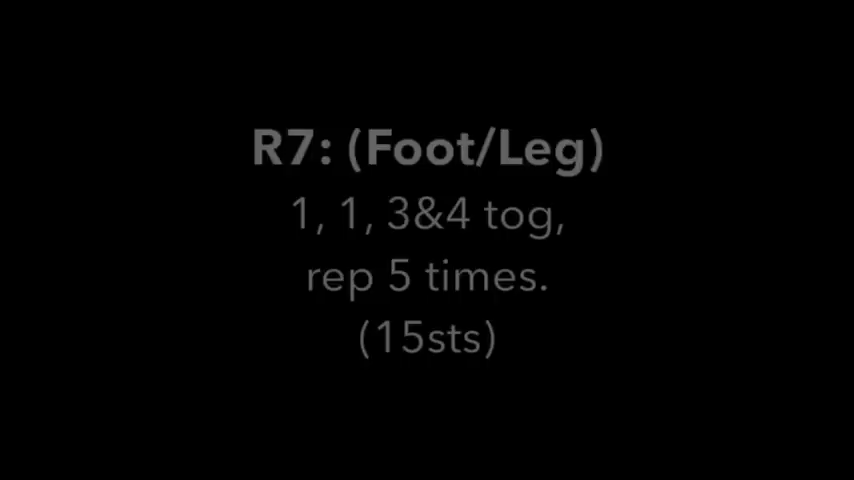 R7: (Foot/Leg)
1, 1, 3&4 tog,
rep 5 times.
(15sts)